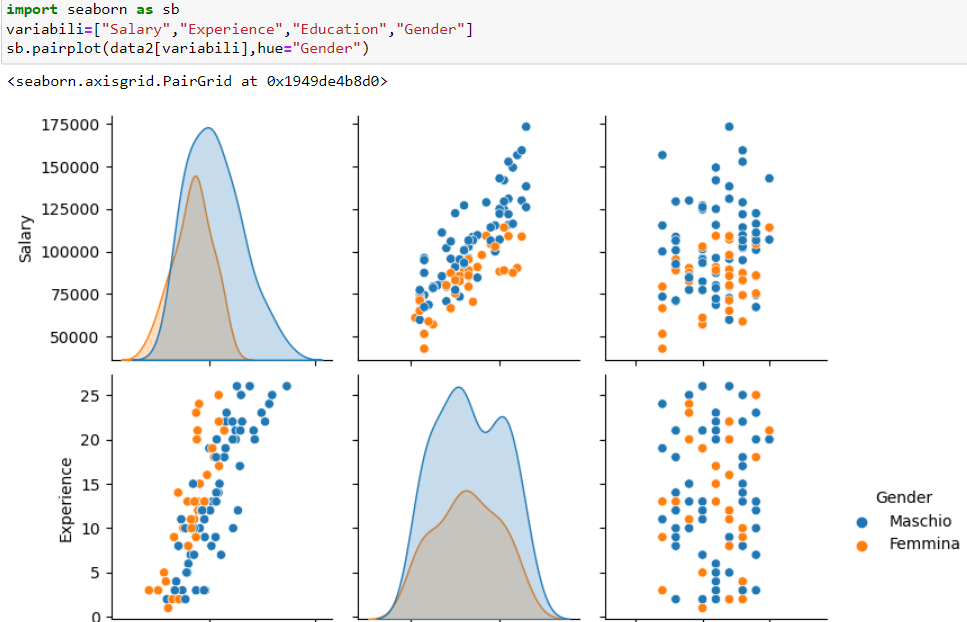 import seaborn as sb
variabili=["Salary","Experience","Education","Gender"]
sb.pairplot(data2[variabili],hue="Gender")
<seaborn.axisgrid.PairGrid at 0x1949de4b8d0>
175000
150000
125000
100000
75000
50000
Salary
25
20
15
10
5
0
Experience
Gender
Maschio
Femmina